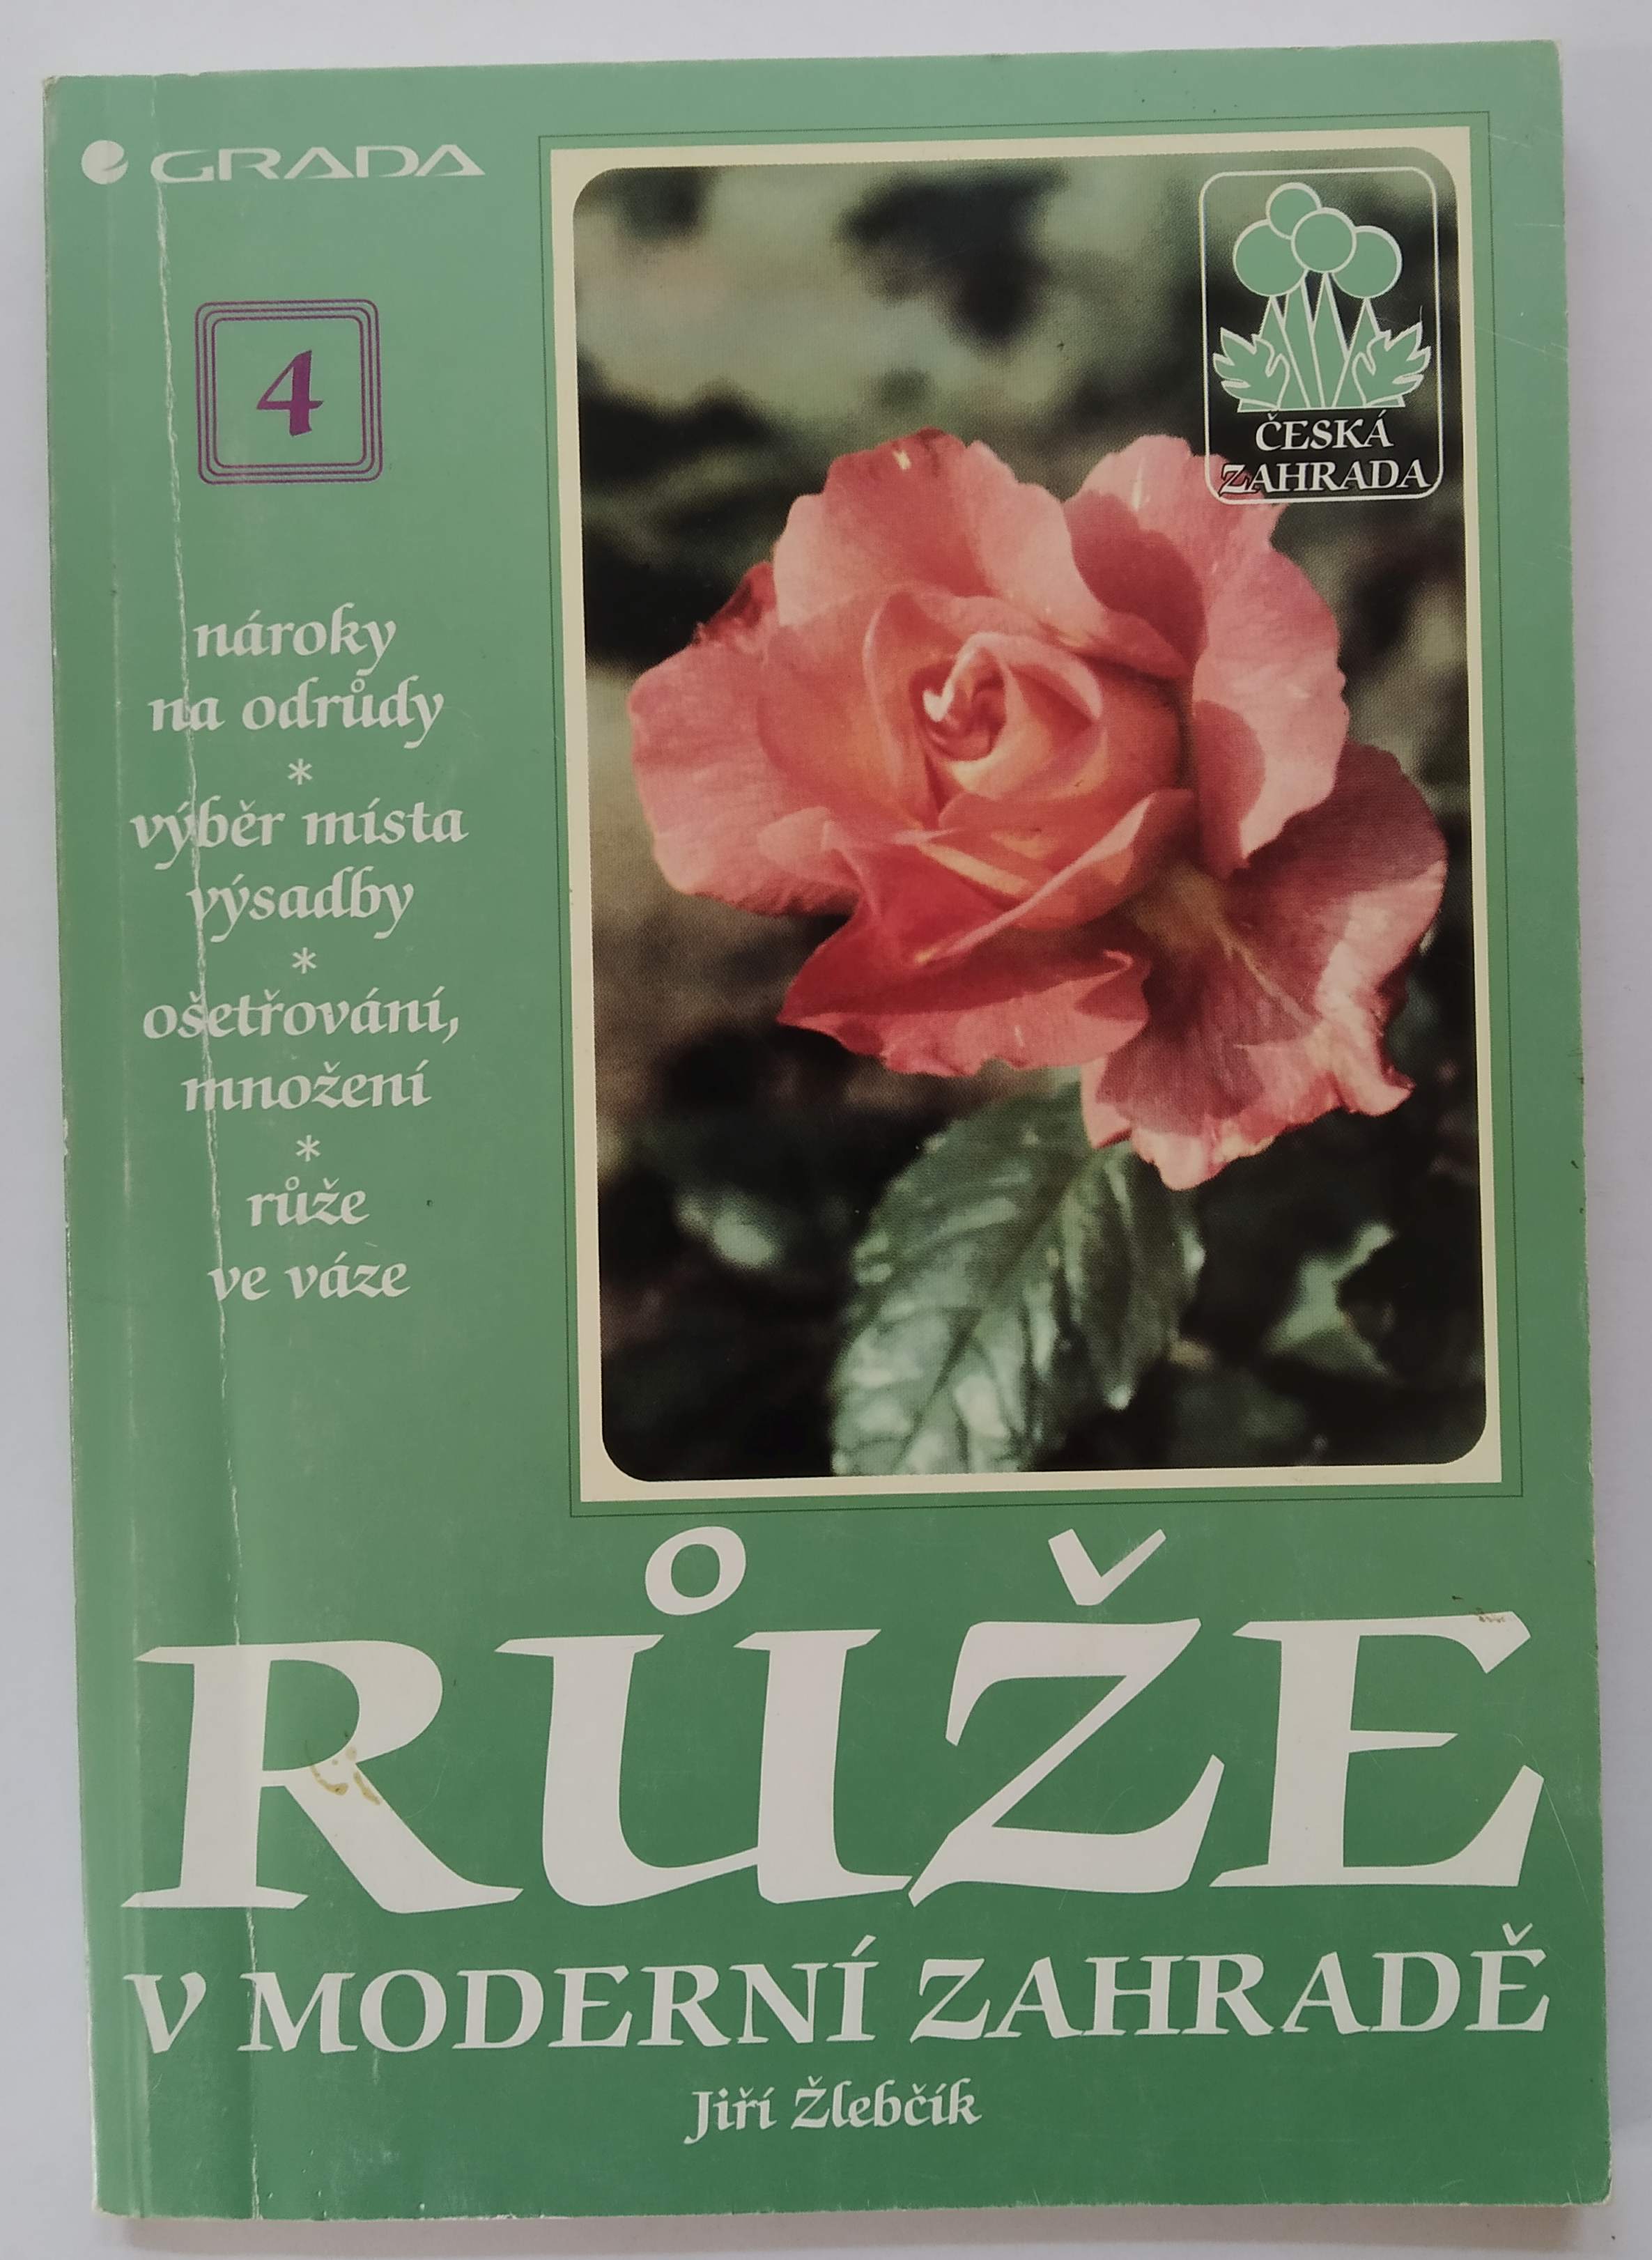 GRADA
4
ČESKÁ
ZAHRADA
nároky
na odrůdy
*
výběr místa
výsadby
*
ošetřování,
množení
*
růže
ve váze
RŮŽE
V MODERNÍ ZAHRADĚ
Jiří Žlebčík